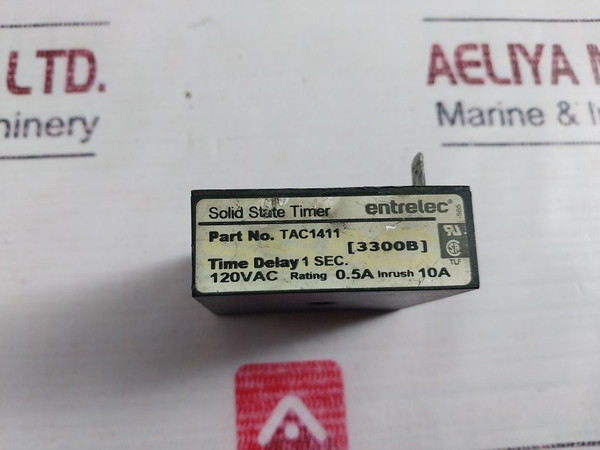 LTD.
AELIYA M
hinery
Marine & In
Solid State Timer entrelec®
Part No. TAC1411
[3300B]
Time Delay 1 SEC.
120VAC Rating 0.5A Inrush 10A